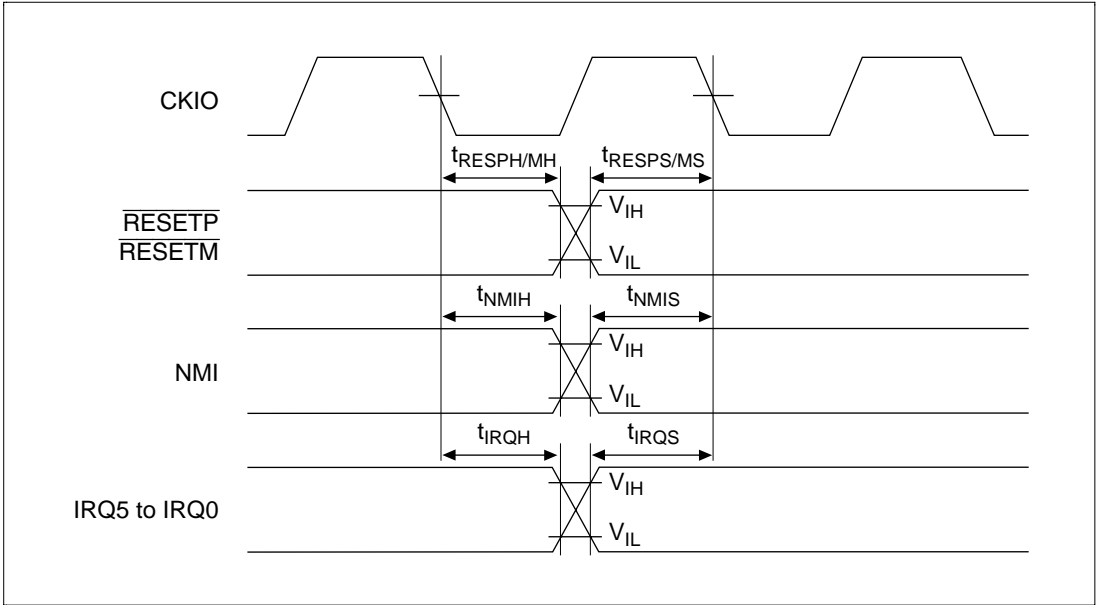 CKIO
tRESPH/MH tRESPS/MS
RESETP
RESETM
VIH
VIL
tNMIH tNMIS
NMI
VIH
VIL
tIRQH tIRQS
IRQ5 to IRQ0
VIH
VIL